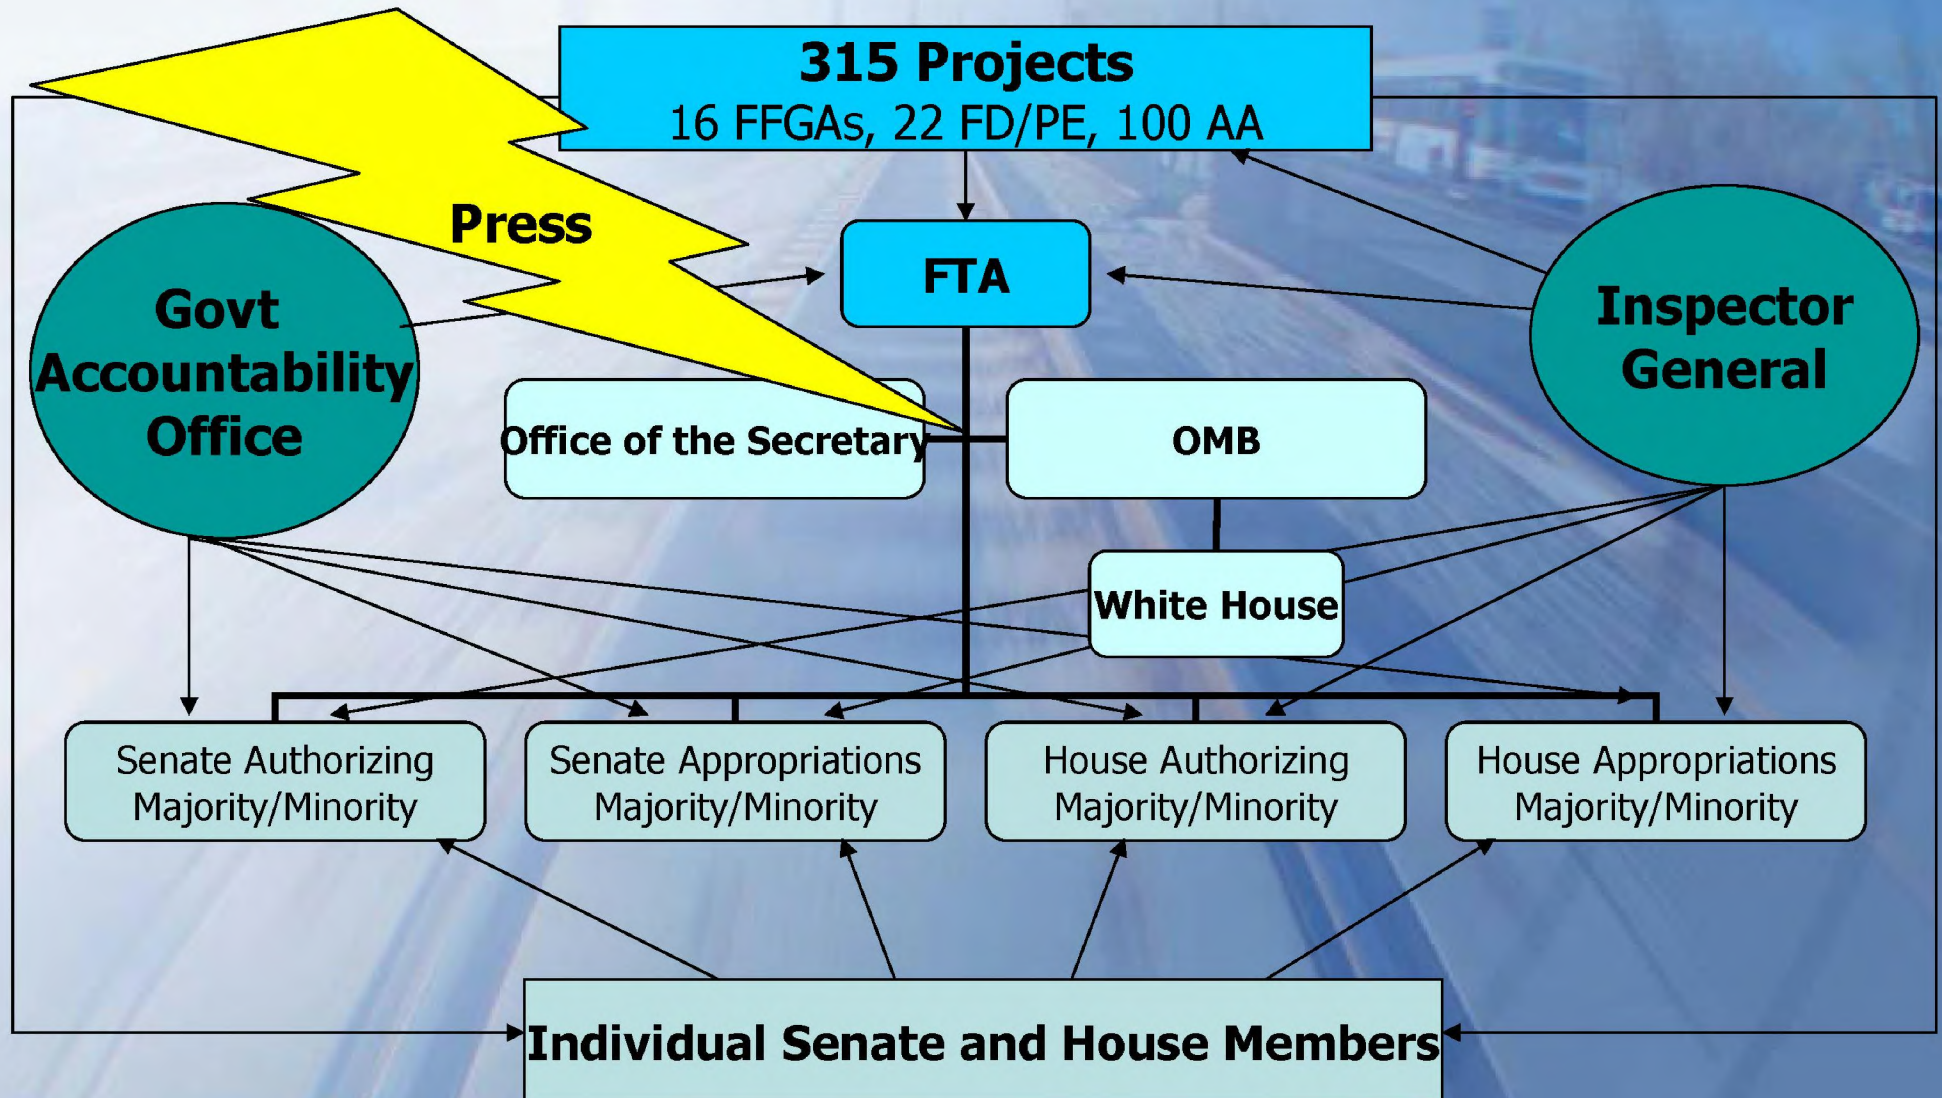 315 Projects
16 FFGAs, 22 FD/PE, 100 AA
Press
FTA
Govt
Accountability
Office
Inspector
General
Office of the Secretary
OMB
White House
Senate Authorizing
Majority/Minority
Senate Appropriations
Majority/Minority
House Authorizing
Majority/Minority
House Appropriations
Majority/Minority
Individual Senate and House Members